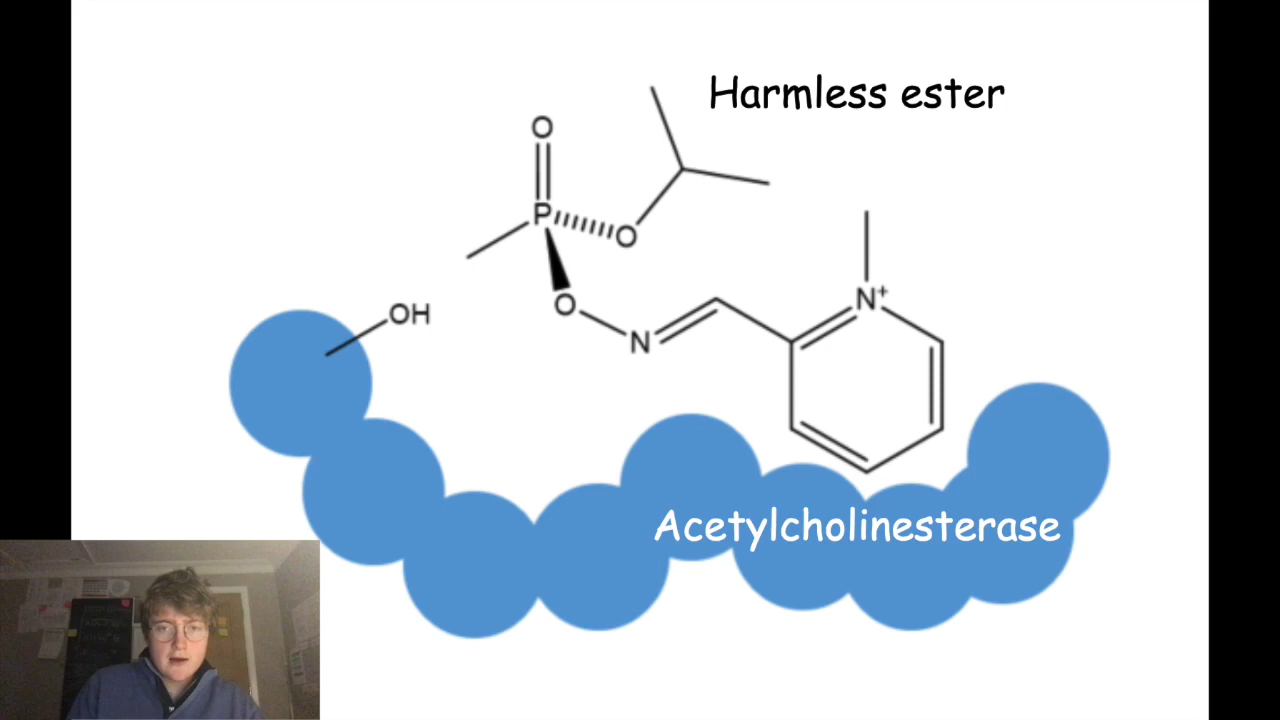 Harmless ester
O
P
O
N⁺
O
OH
N
Acetylcholinesterase